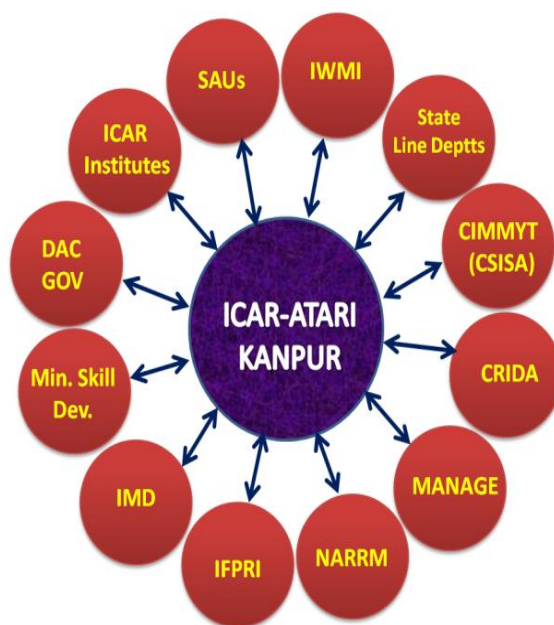 SAUs
IWMI
State
Line Deptts
CIMMYT
(CSISA)
CRIDA
MANAGE
NARRM
IFPRI
IMD
Min. Skill
Dev.
DAC
GOV
ICAR
Institutes
ICAR-ATARI
KANPUR